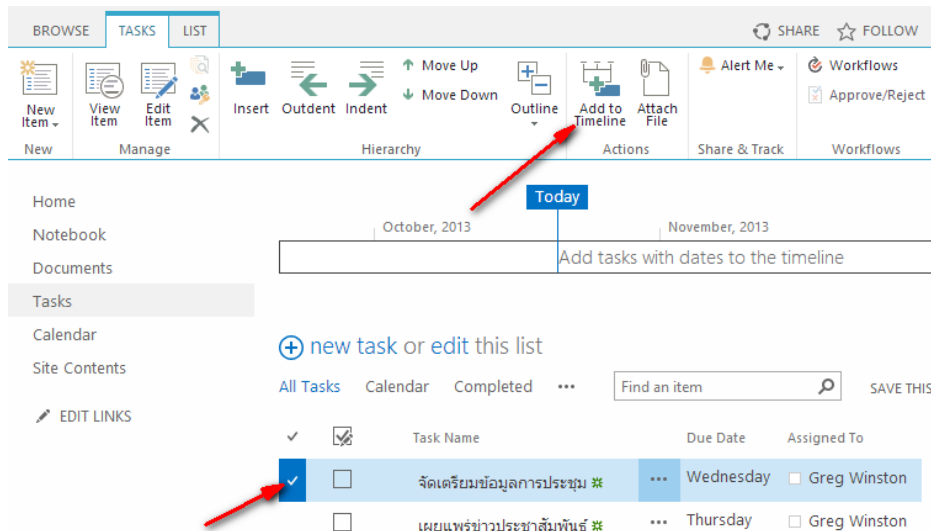 BROWSE TASKS LIST SHARE FOLLOW
New Item View Item Edit Item Insert Outdent Indent Move Up Move Down Outline Add to Timeline Attach File Alert Me Workflows Approve/Reject
New Manage Hierarchy Actions Share & Track Workflows
Home
Notebook
Documents
Tasks
Calendar
Site Contents
EDIT LINKS
Today
October, 2013 November, 2013
Add tasks with dates to the timeline
new task or edit this list
All Tasks Calendar Completed ••• Find an item SAVE THIS
Task Name Due Date Assigned To
จัดเตรียมข้อมูลการประชุม ••• Wednesday Greg Winston
เผยแพร่ข่าวประชาสัมพันธ์ ••• Thursday Greg Winston